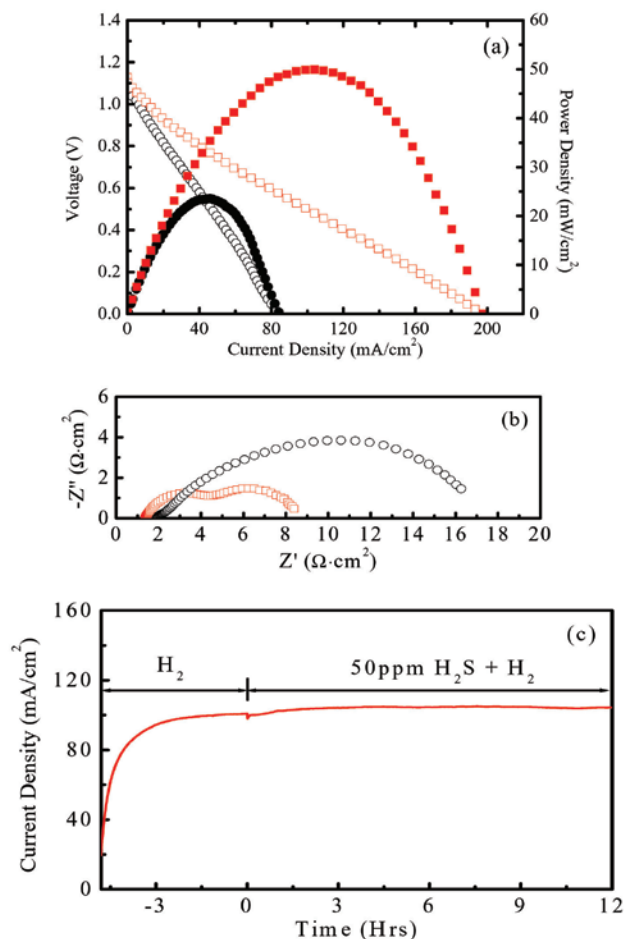 (a)
1.4
1.2
1.0
0.8
0.6
0.4
0.2
0.0
Voltage (V)
60
50
40
30
20
10
0
Power Density (mW/cm²)
0 40 80 120 160 200
Current Density (mA/cm²)
(b)
6
4
2
0
-Z" (Ω·cm²)
0 2 4 6 8 10 12 14 16 18 20
Z' (Ω·cm²)
(c)
160
120
80
40
0
Current Density (mA/cm²)
H₂
50ppm H₂S + H₂
-3 0 3 6 9 12
Time (Hrs)